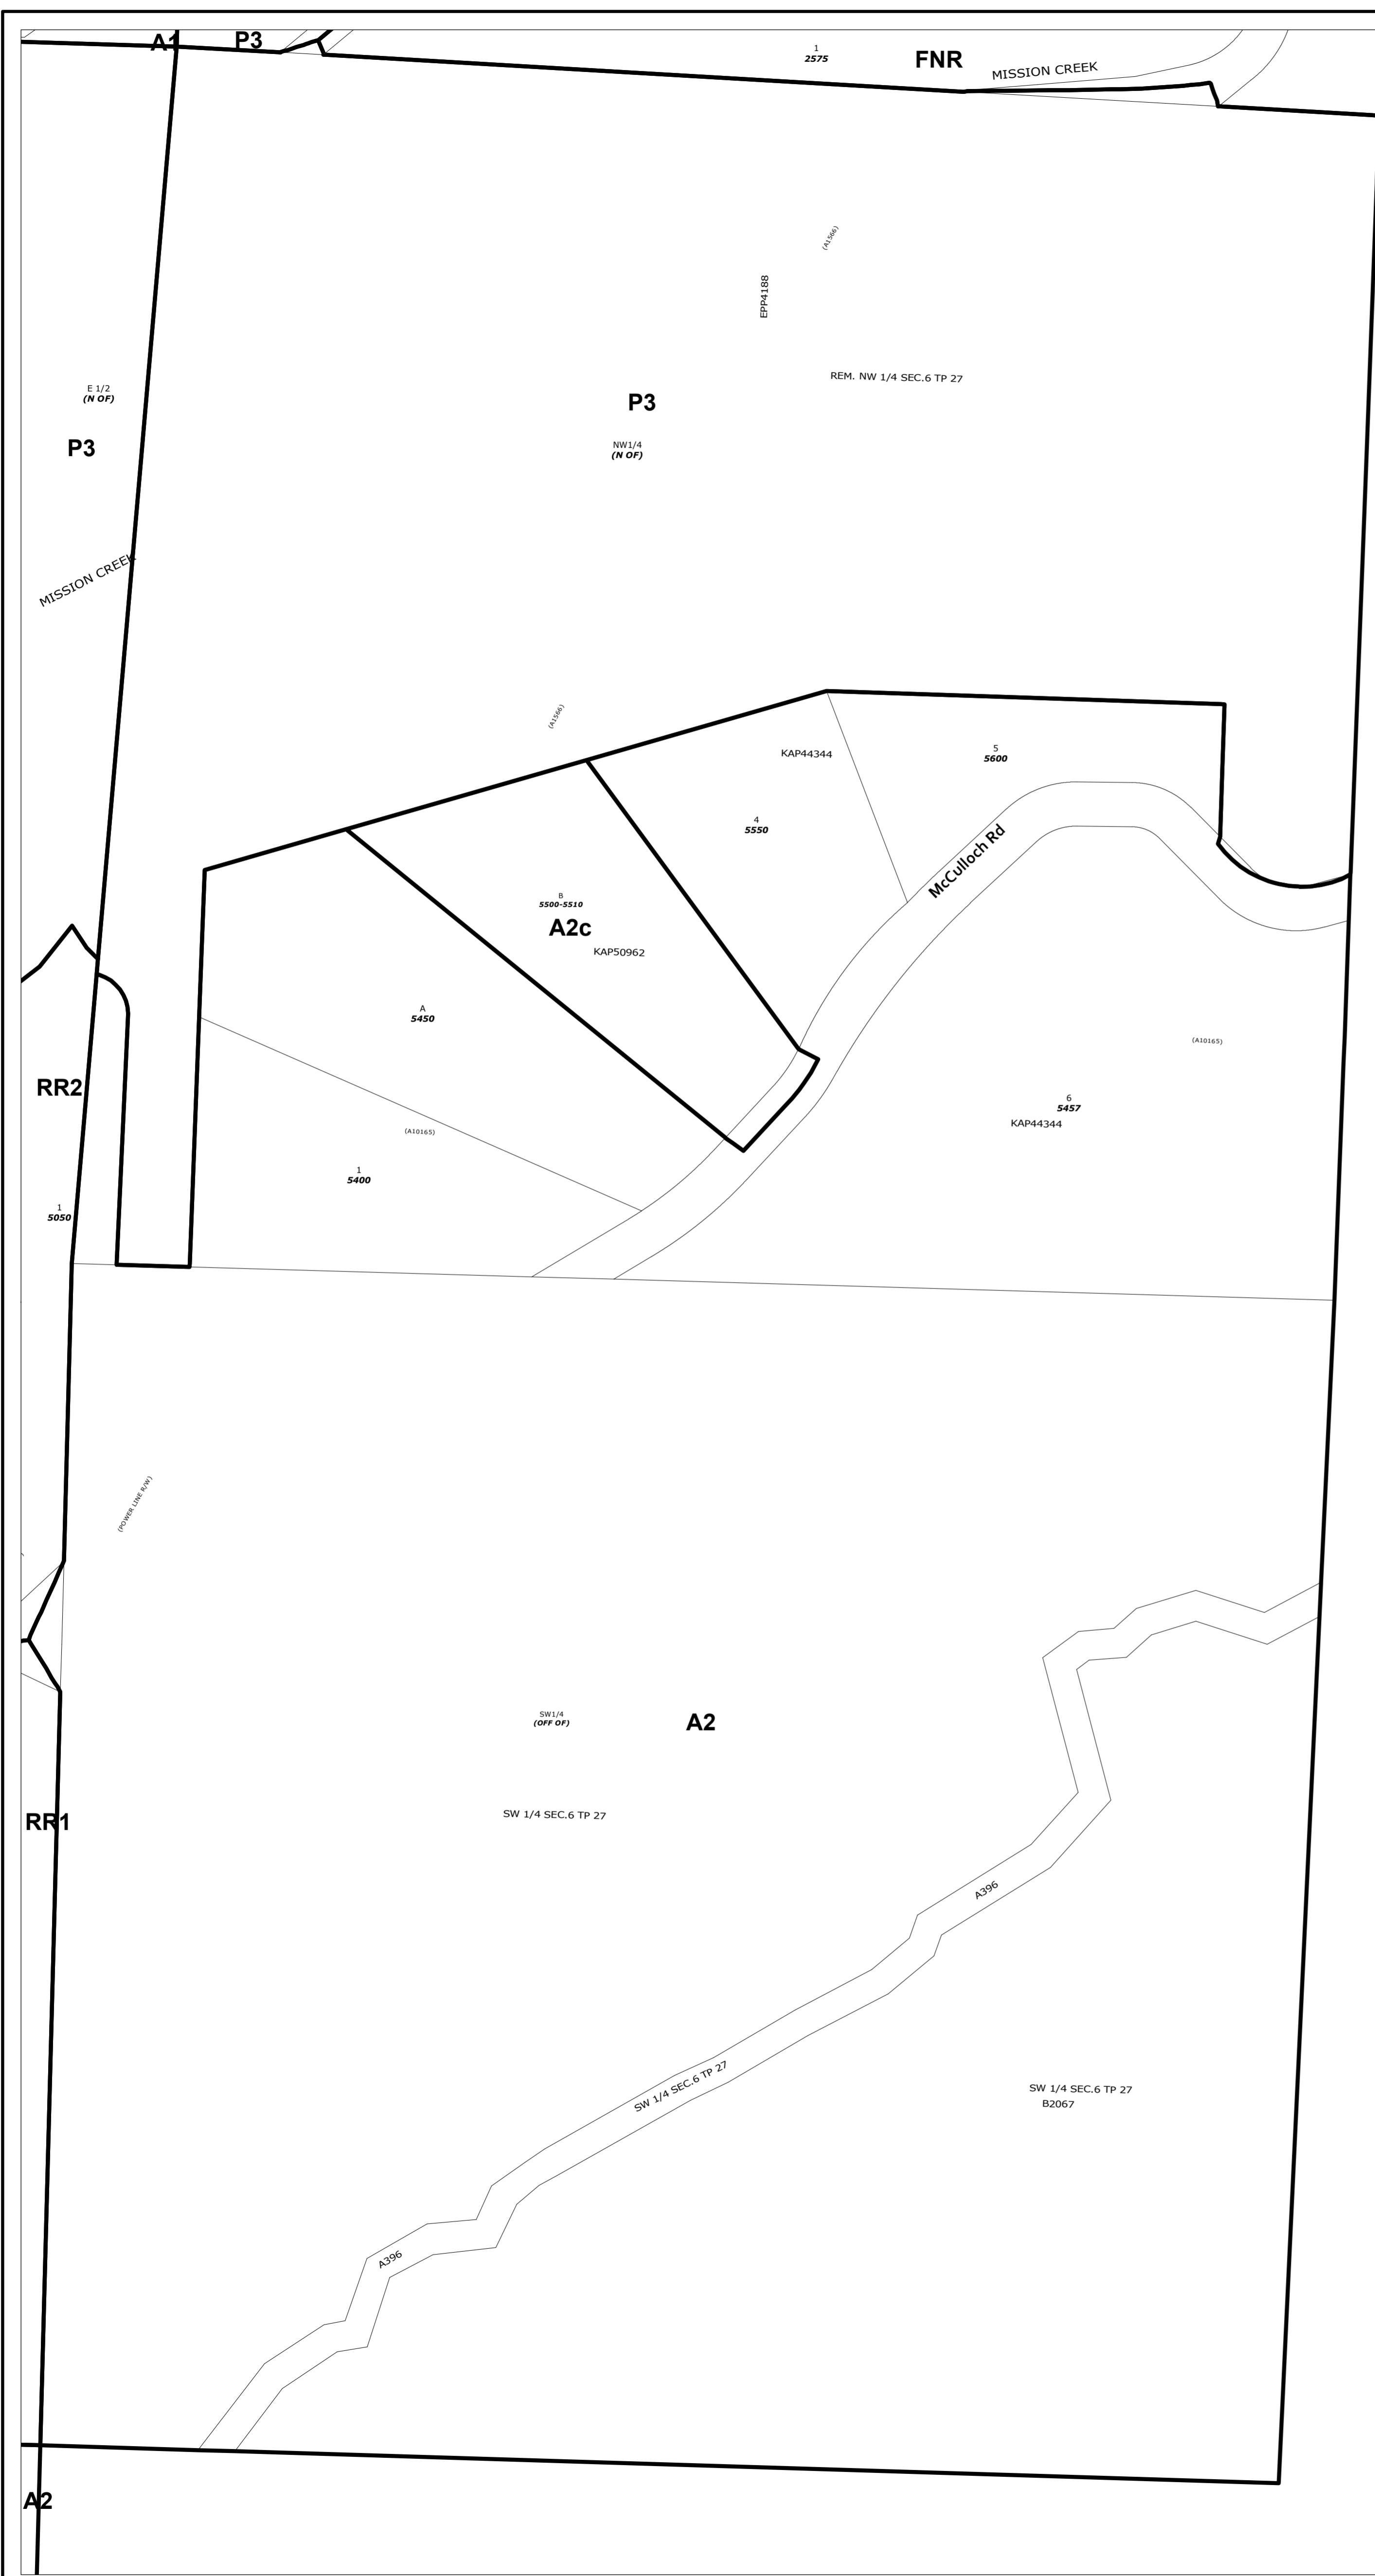 A1
P3
1
2575
FNR
MISSION CREEK
(A1566)
EPP4188
REM. NW 1/4 SEC.6 TP 27
E 1/2
(N OF)
P3
P3
NW1/4
(N OF)
MISSION CREEK
(A1566)
KAP44344
5
5600
4
5550
McCulloch Rd
B
5500-5510
A2c
KAP50962
A
5450
(A10165)
RR2
6
5457
KAP44344
(A10165)
1
5400
1
5050
(POWER LINE R/W)
SW1/4
(OFF OF)
A2
SW 1/4 SEC.6 TP 27
RR1
A396
SW 1/4 SEC.6 TP 27
SW 1/4 SEC.6 TP 27
B2067
A396
A2